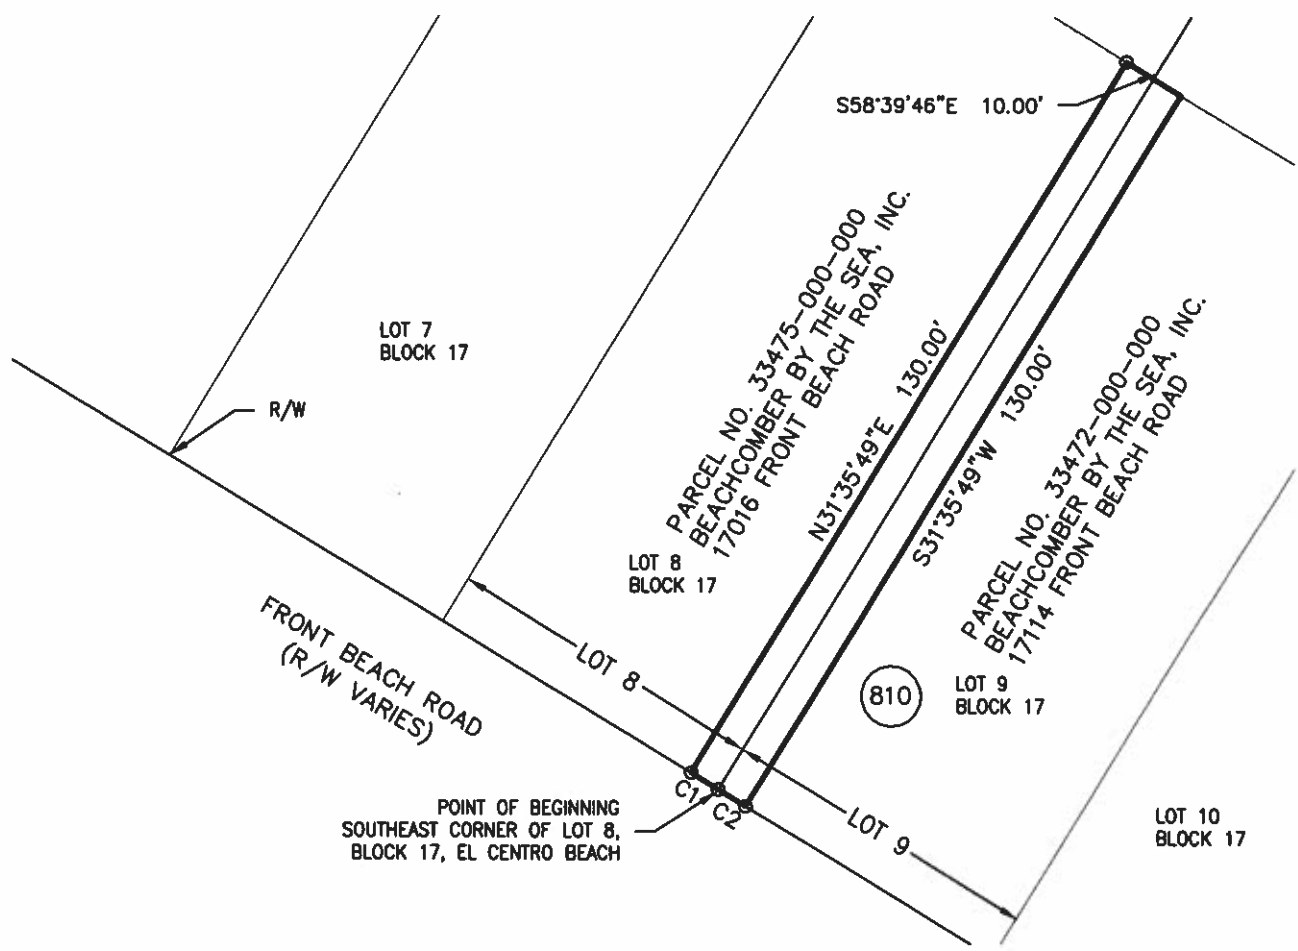 S58°39'46"E 10.00'
PARCEL NO. 33475-000-000
BEACHCOMBER BY THE SEA, INC.
17016 FRONT BEACH ROAD
LOT 7
BLOCK 17
R/W
N31°35'49"E 130.00'
S31°35'49"W 130.00'
PARCEL NO. 33472-000-000
BEACHCOMBER BY THE SEA, INC.
17114 FRONT BEACH ROAD
LOT 8
BLOCK 17
FRONT BEACH ROAD
(R/W VARIES)
LOT 8
810
LOT 9
BLOCK 17
C1
C2
POINT OF BEGINNING
SOUTHEAST CORNER OF LOT 8,
BLOCK 17, EL CENTRO BEACH
LOT 9
LOT 10
BLOCK 17